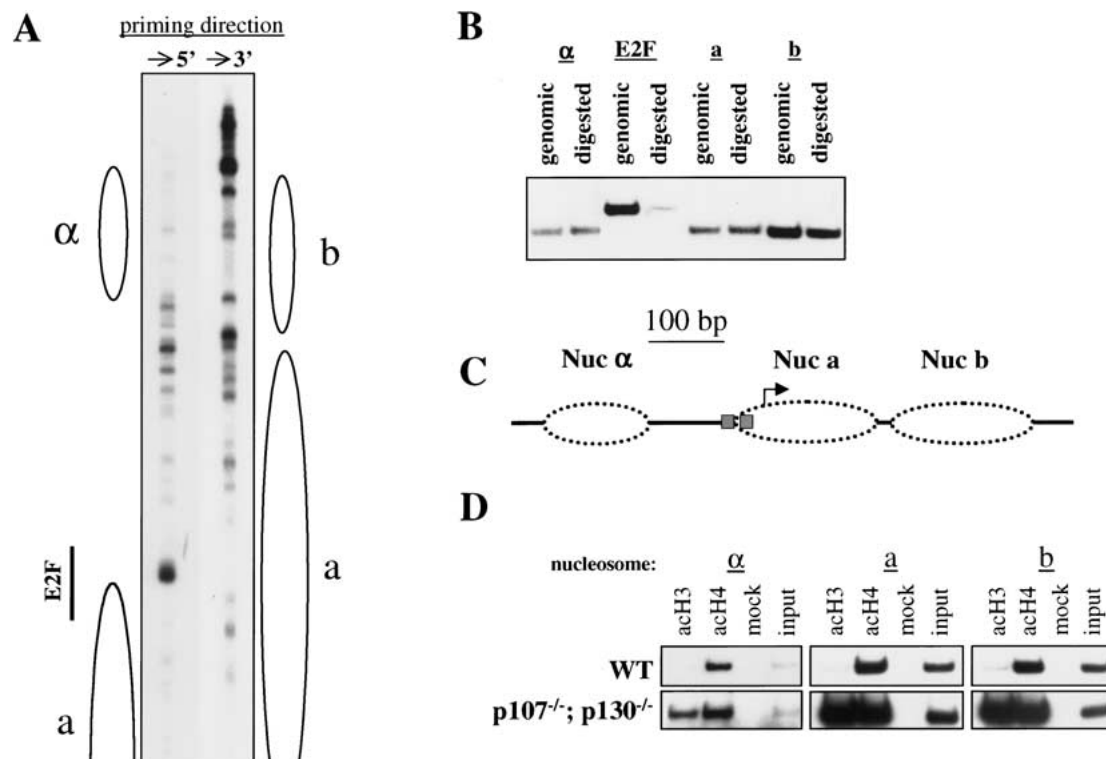 A
priming direction
→5' →3'
α
b
E2F
a
a
B
α E2F a b
genomic digested genomic digested genomic digested genomic digested
100 bp
C
Nuc α Nuc a Nuc b
D
nucleosome: α a b
acH3 acH4 mock input acH3 acH4 mock input acH3 acH4 mock input
WT
p107-/-; p130-/-